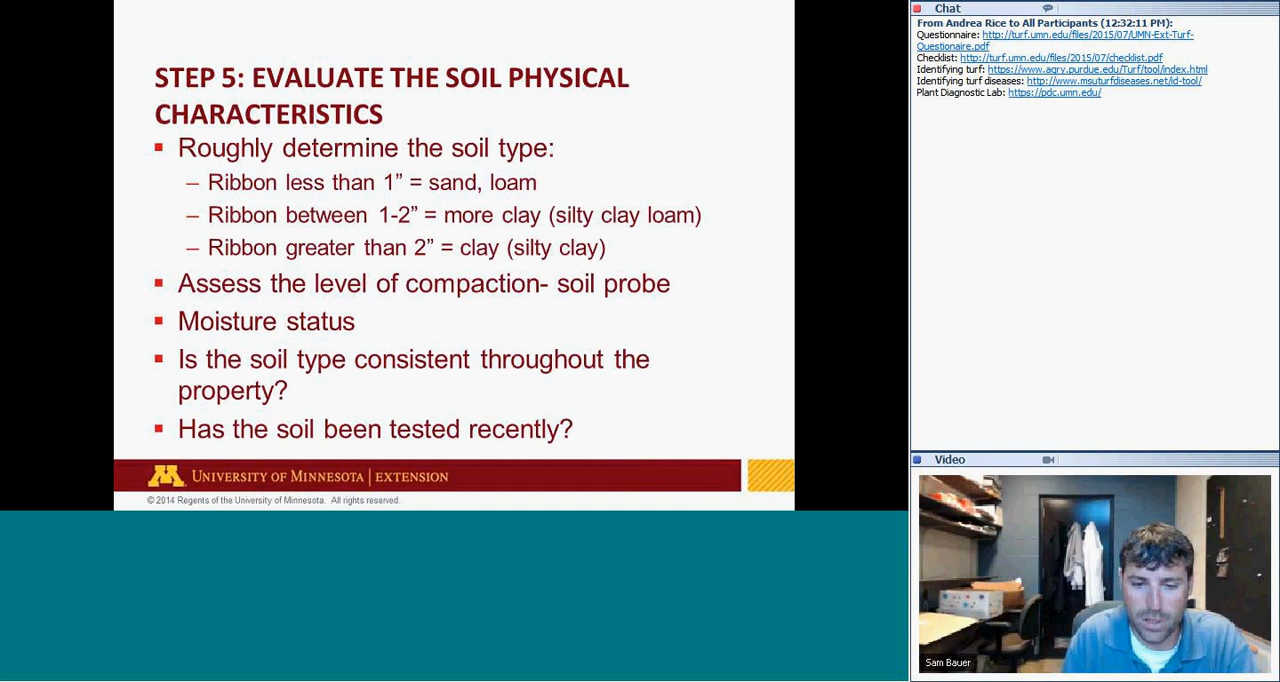 STEP 5: EVALUATE THE SOIL PHYSICAL
CHARACTERISTICS
▪ Roughly determine the soil type:
– Ribbon less than 1” = sand, loam
– Ribbon between 1-2” = more clay (silty clay loam)
– Ribbon greater than 2” = clay (silty clay)
▪ Assess the level of compaction- soil probe
▪ Moisture status
▪ Is the soil type consistent throughout the
property?
▪ Has the soil been tested recently?
M UNIVERSITY OF MINNESOTA | EXTENSION
© 2014 Regents of the University of Minnesota. All rights reserved.
Chat
From Andrea Rice to All Participants (12:32:11 PM):
Questionnaire: http://turf.umn.edu/files/2015/07/UMN-Ext-Turf-
Questionaire.pdf
Checklist: http://turf.umn.edu/files/2015/07/checklist.pdf
Identifying turf: https://www.agry.purdue.edu/Turf/tool/index.html
Identifying turf diseases: http://www.msuturfdiseases.net/id-tool/
Plant Diagnostic Lab: https://pdc.umn.edu/
Video
Sam Bauer